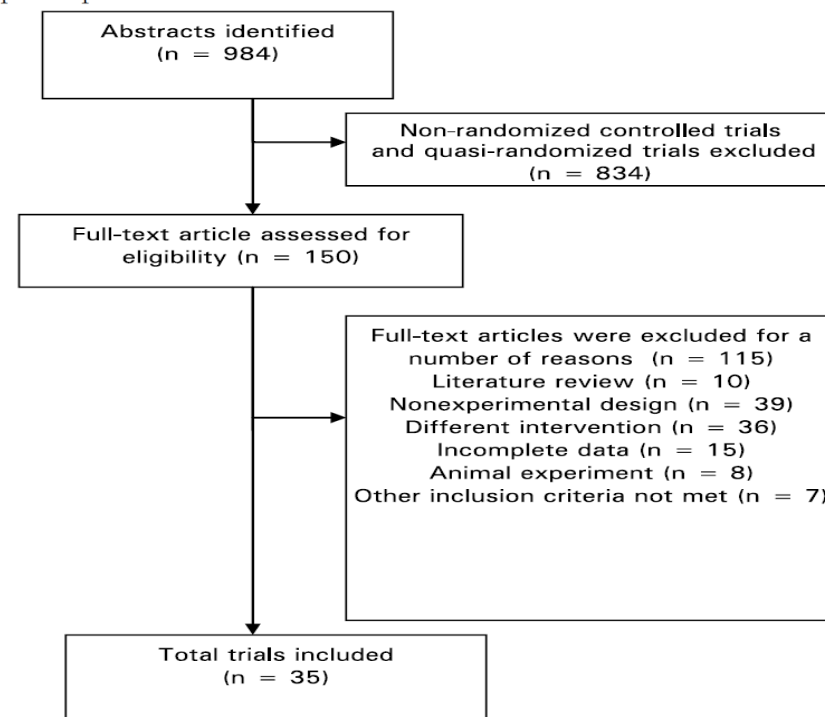 Abstracts identified
(n = 984)
Non-randomized controlled trials
and quasi-randomized trials excluded
(n = 834)
Full-text article assessed for
eligibility (n = 150)
Full-text articles were excluded for a
number of reasons (n = 115)
Literature review (n = 10)
Nonexperimental design (n = 39)
Different intervention (n = 36)
Incomplete data (n = 15)
Animal experiment (n = 8)
Other inclusion criteria not met (n = 7)
Total trials included
(n = 35)